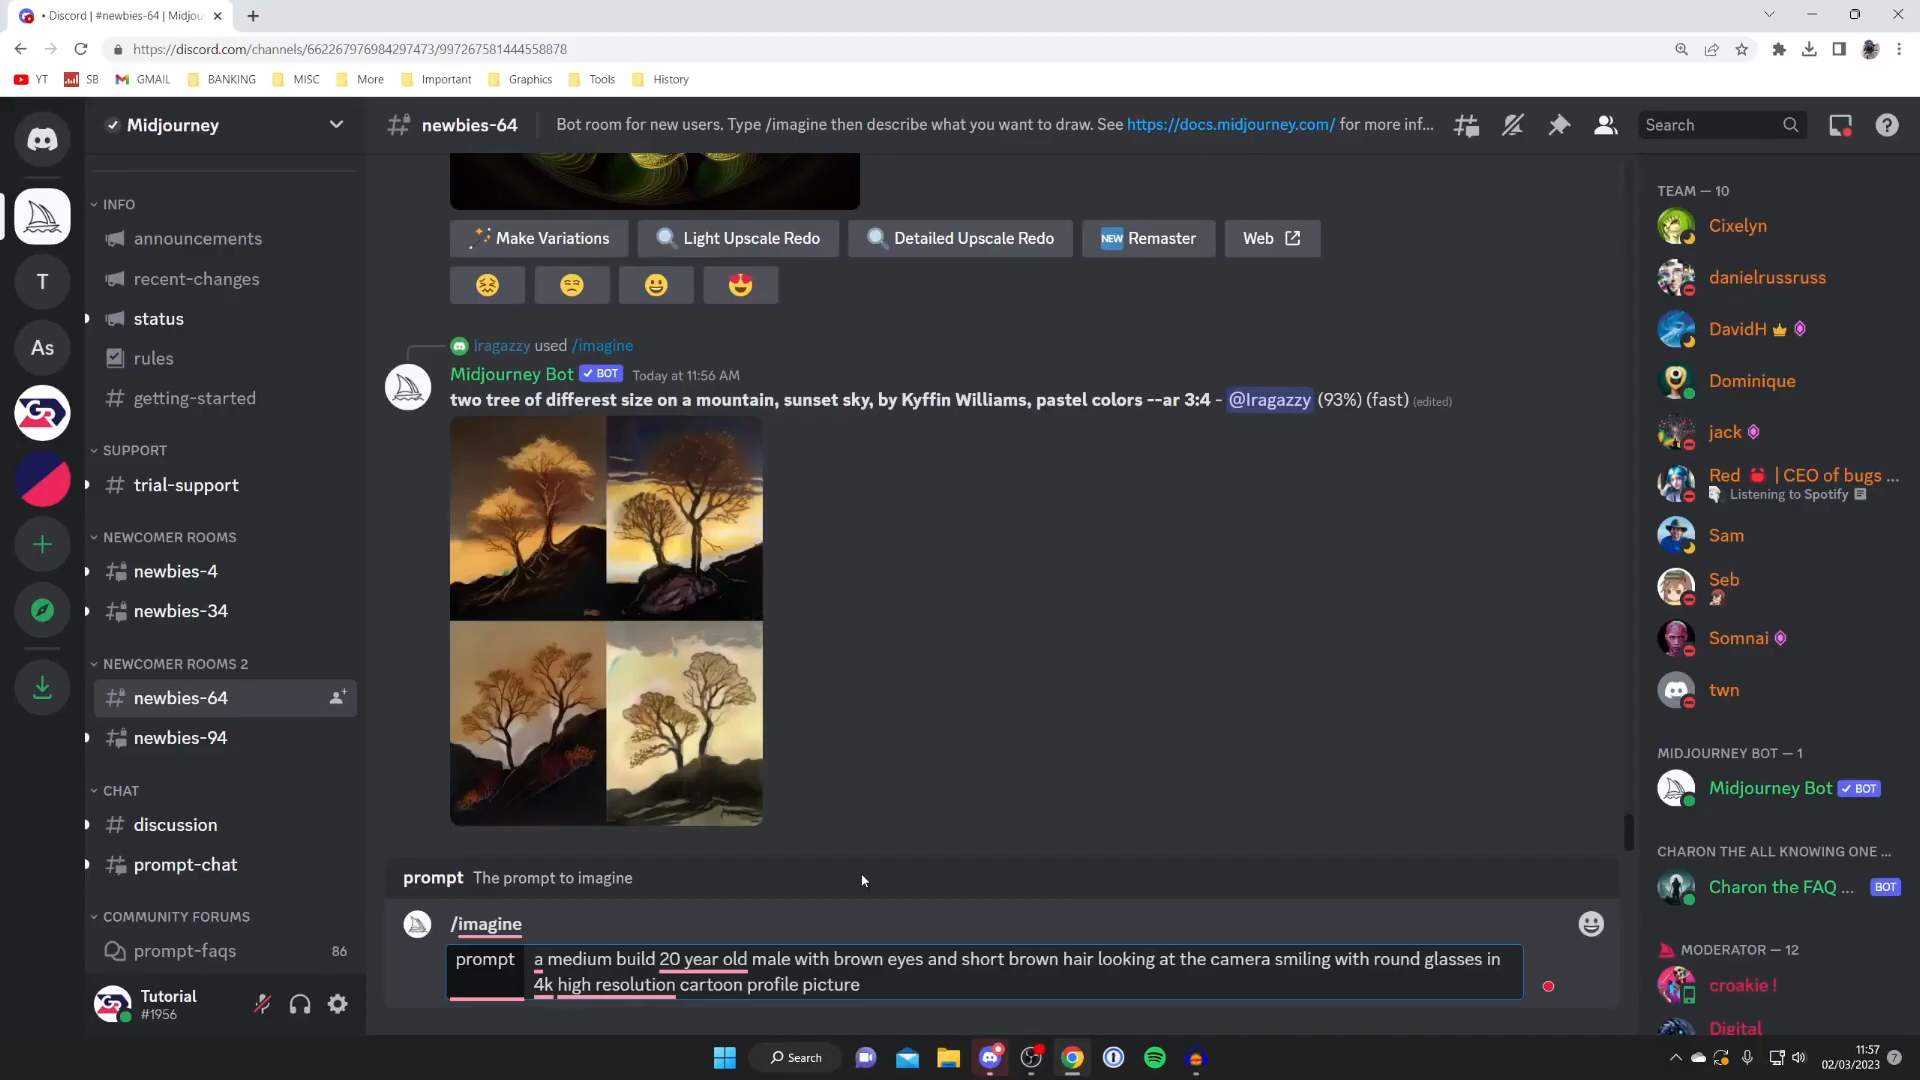 • Discord | #newbies-64 | Midjou
https://discord.com/channels/662267976984297473/997267581444558878
YT
SB
GMAIL
BANKING
MISC
More
Important
Graphics
Tools
History
Midjourney
INFO
announcements
recent-changes
status
rules
getting-started
SUPPORT
trial-support
NEWCOMER ROOMS
newbies-4
newbies-34
NEWCOMER ROOMS 2
newbies-64
newbies-94
CHAT
discussion
prompt-chat
COMMUNITY FORUMS
prompt-faqs 86
T
As
GR
Tutorial
#1956
newbies-64
Bot room for new users. Type /imagine then describe what you want to draw. See https://docs.midjourney.com/ for more inf...
Search
Make Variations
Light Upscale Redo
Detailed Upscale Redo
NEW Remaster
Web
Iragazzy used /imagine
Midjourney Bot ✓ BOT Today at 11:56 AM
two tree of different size on a mountain, sunset sky, by Kyffin Williams, pastel colors --ar 3:4 - @Iragazzy (93%) (fast) (edited)
prompt The prompt to imagine
/imagine
prompt a medium build 20 year old male with brown eyes and short brown hair looking at the camera smiling with round glasses in
4k high resolution cartoon profile picture
TEAM — 10
Cixelyn
danielrussruss
DavidH
Dominique
jack
Red | CEO of bugs ...
Listening to Spotify
Sam
Seb
Somnai
twn
MIDJOURNEY BOT — 1
Midjourney Bot ✓ BOT
CHARON THE ALL KNOWING ONE ...
Charon the FAQ ... BOT
MODERATOR — 12
croakie !
Digital
Search
11:57
02/03/2023
7